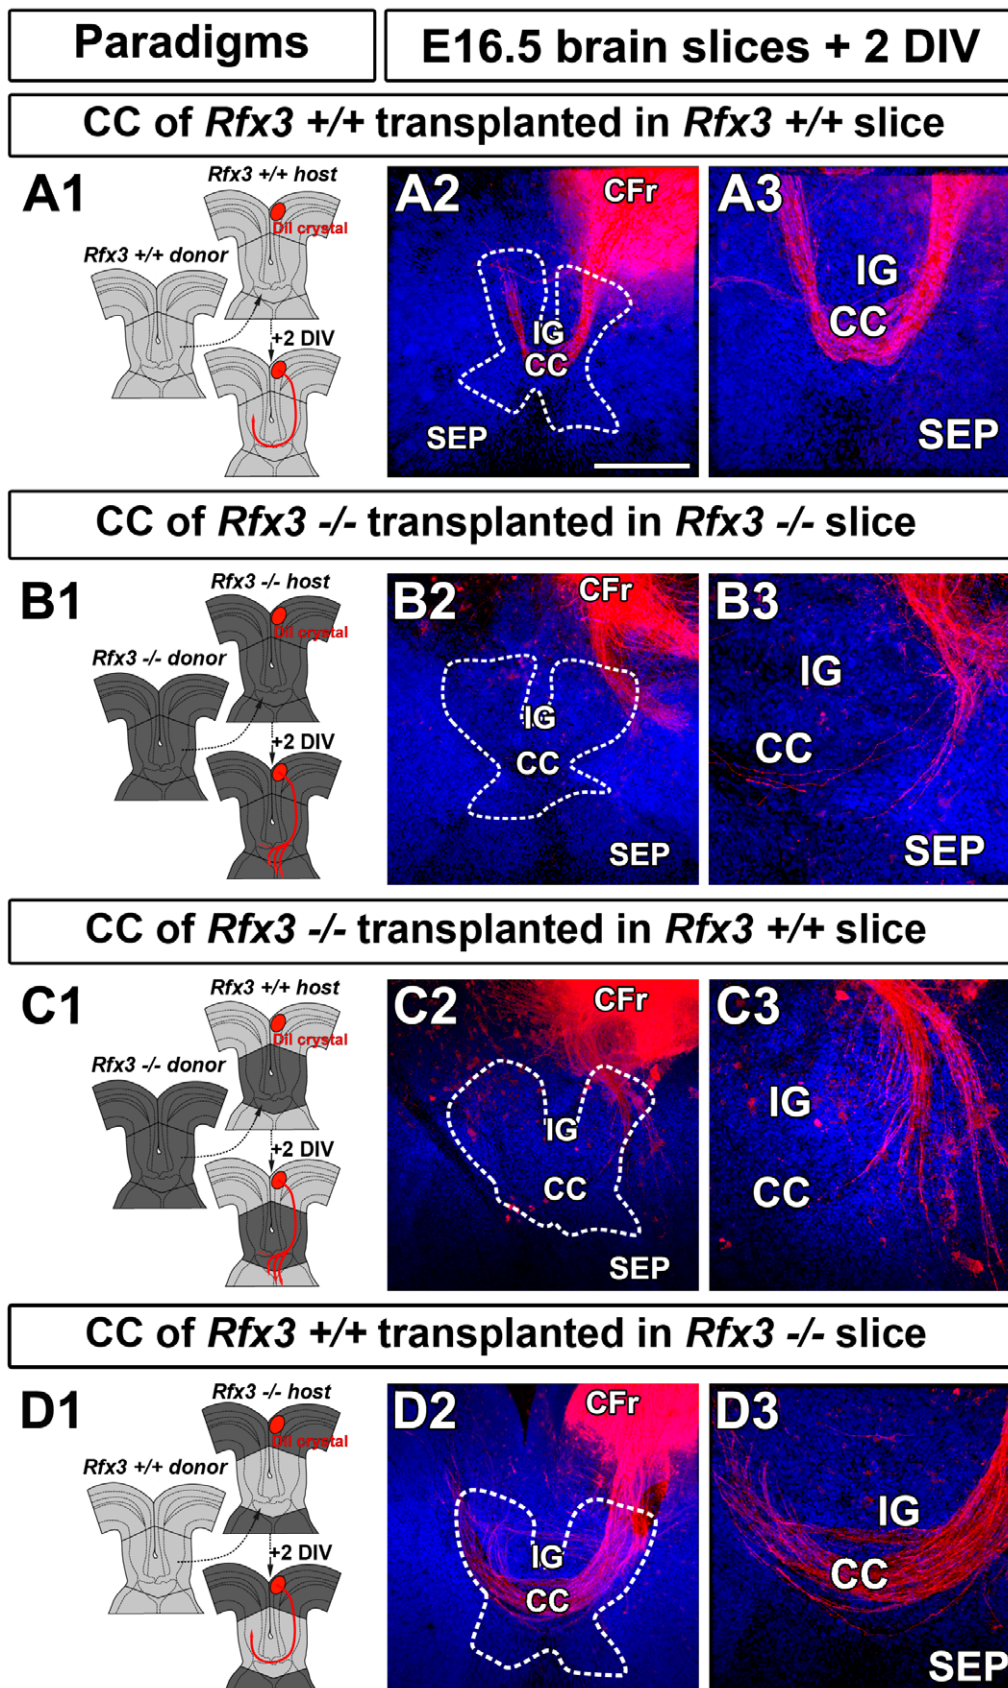 Paradigms
E16.5 brain slices + 2 DIV
CC of Rfx3 +/+ transplanted in Rfx3 +/+ slice
A1
Rfx3 +/+ host
DiI crystal
Rfx3 +/+ donor
+2 DIV
A2
CFr
IG
CC
SEP
A3
IG
CC
SEP
CC of Rfx3 -/- transplanted in Rfx3 -/- slice
B1
Rfx3 -/- host
DiI crystal
Rfx3 -/- donor
+2 DIV
B2
CFr
IG
CC
SEP
B3
IG
CC
SEP
CC of Rfx3 -/- transplanted in Rfx3 +/+ slice
C1
Rfx3 +/+ host
DiI crystal
Rfx3 -/- donor
+2 DIV
C2
CFr
IG
CC
SEP
C3
IG
CC
CC of Rfx3 +/+ transplanted in Rfx3 -/- slice
D1
Rfx3 -/- host
DiI crystal
Rfx3 +/+ donor
+2 DIV
D2
CFr
IG
CC
D3
IG
CC
SEP